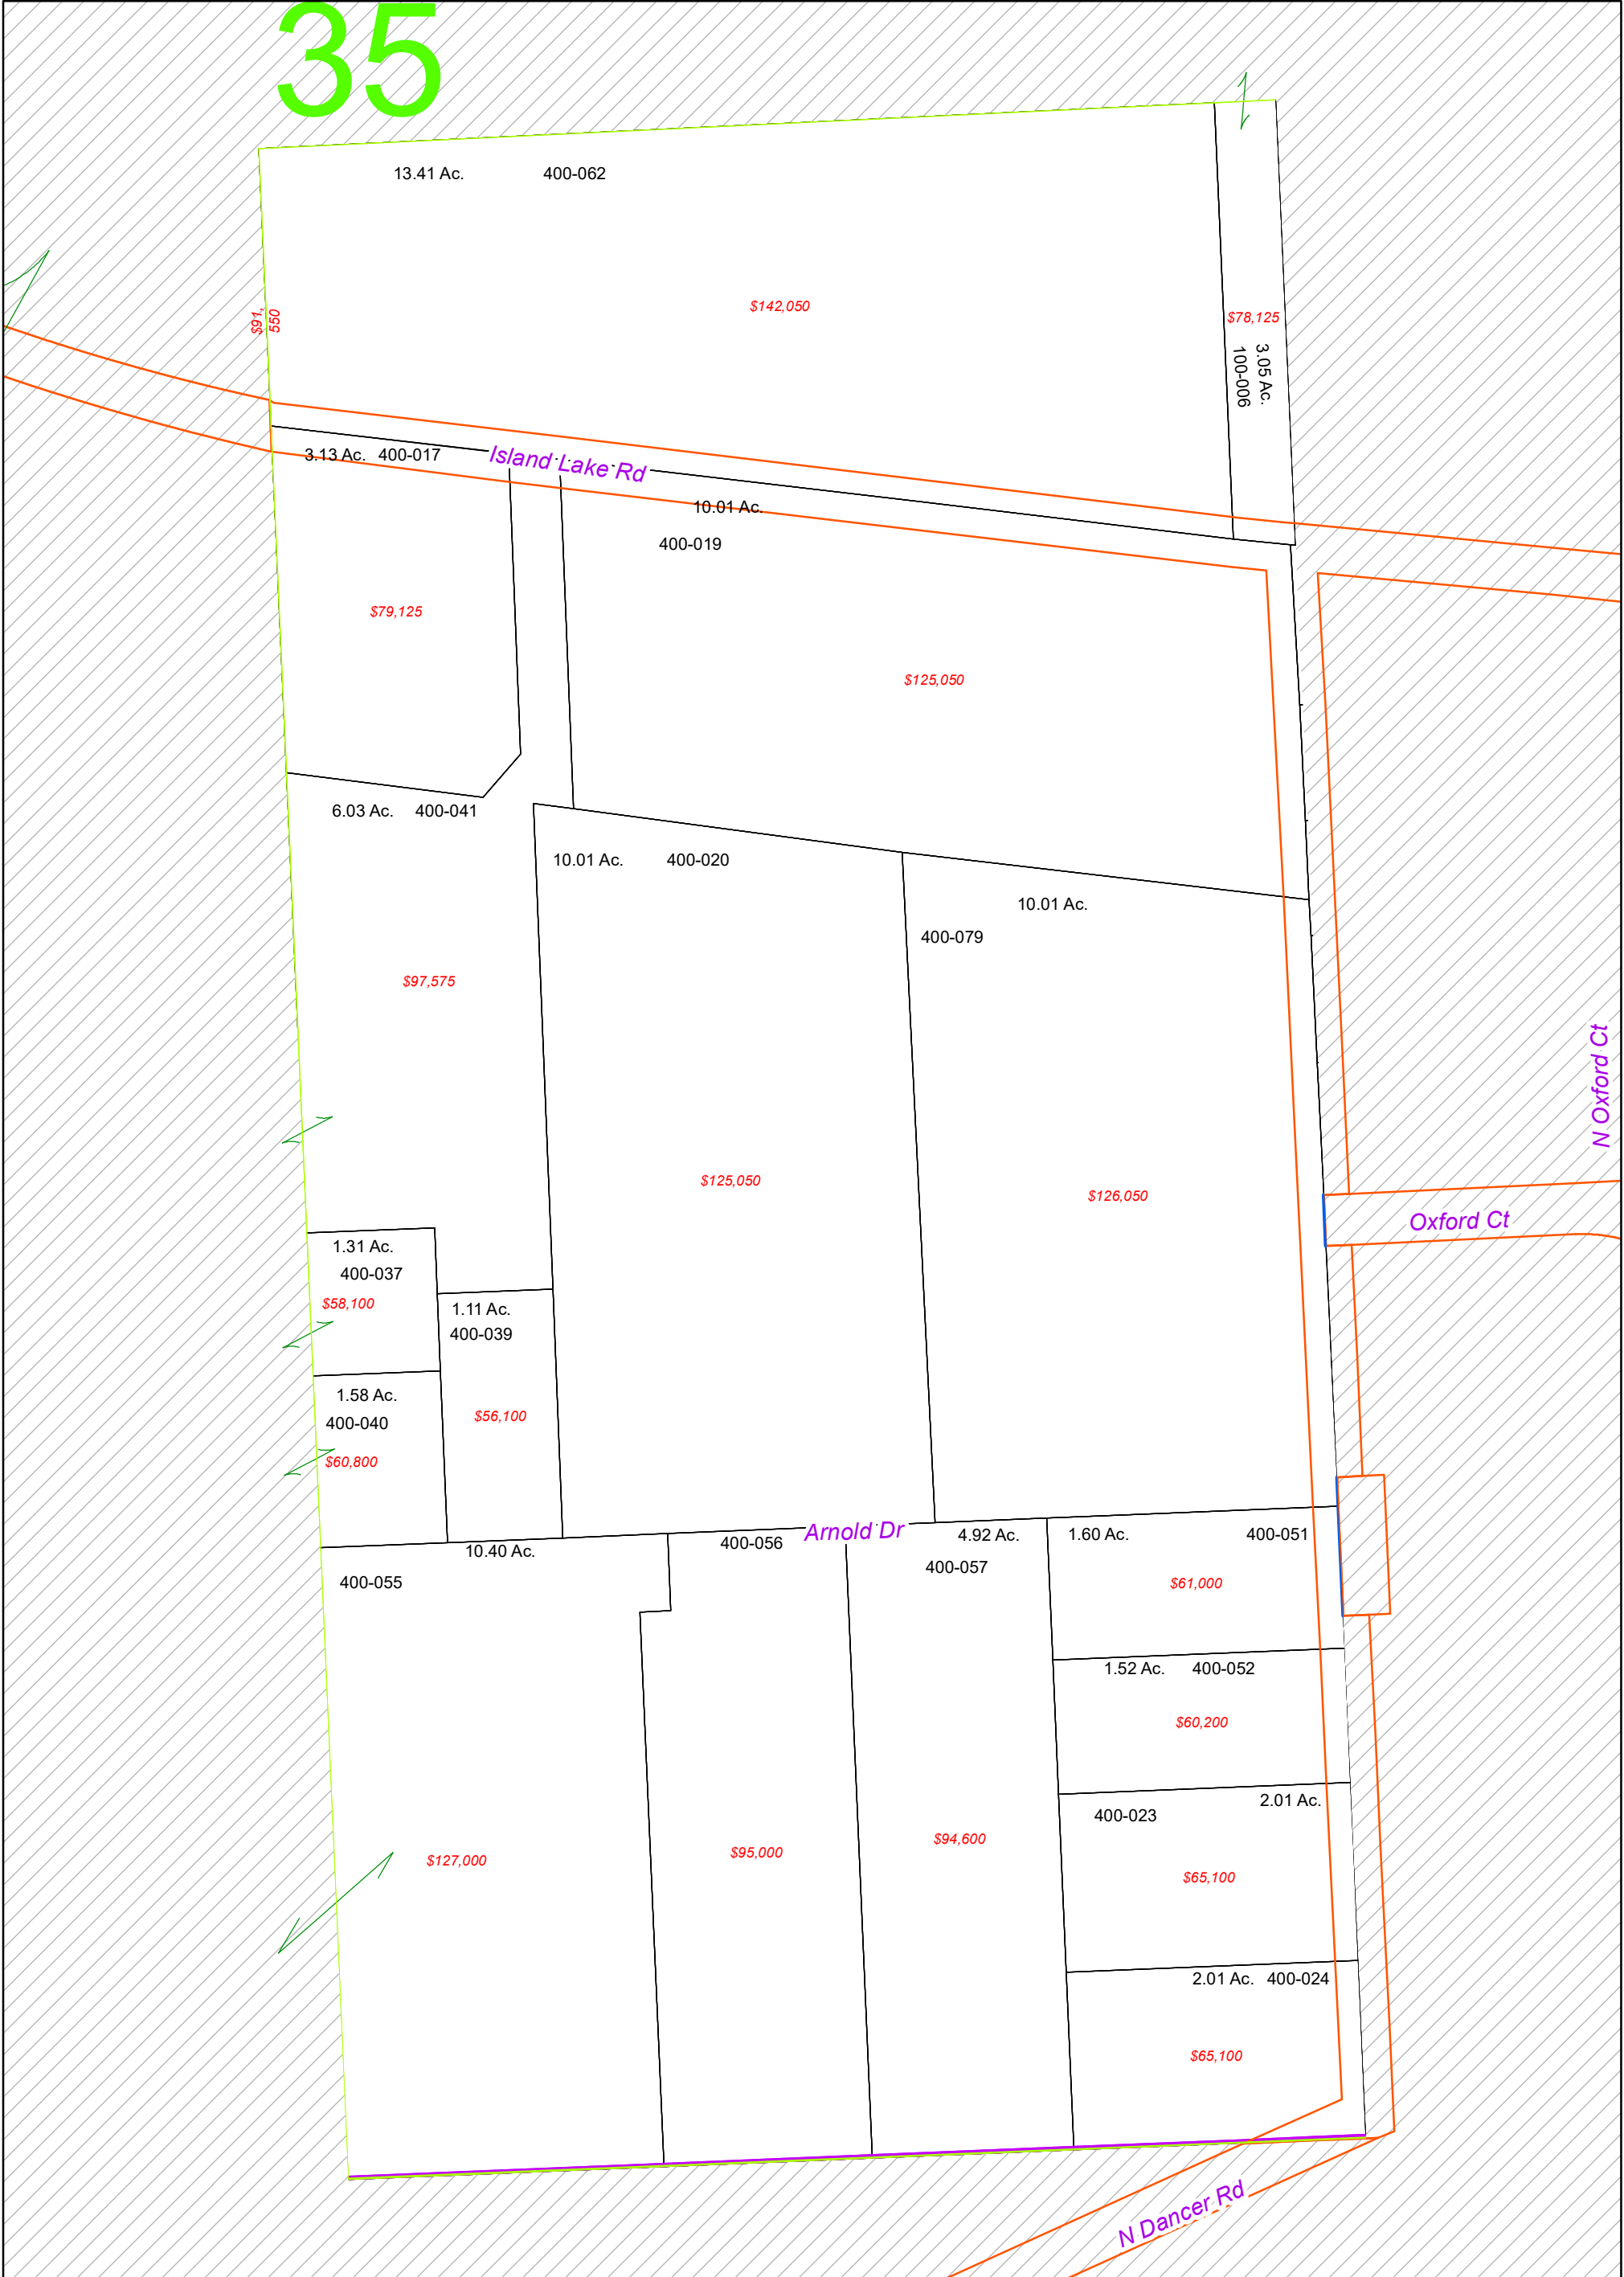 35
13.41 Ac. 400-062
$142,050
$91,
550
$78,125
3.05 Ac.
100-006
3.13 Ac. 400-017
Island Lake Rd
10.01 Ac.
400-019
$79,125
$125,050
6.03 Ac. 400-041
10.01 Ac. 400-020
10.01 Ac.
400-079
$97,575
N Oxford Ct
$125,050
$126,050
Oxford Ct
1.31 Ac.
400-037
$58,100
1.11 Ac.
400-039
1.58 Ac.
400-040
$56,100
$60,800
Arnold Dr
10.40 Ac.
400-055
400-056
4.92 Ac.
400-057
1.60 Ac. 400-051
$61,000
1.52 Ac. 400-052
$60,200
2.01 Ac.
400-023
$127,000
$95,000
$94,600
$65,100
2.01 Ac. 400-024
$65,100
N Dancer Rd